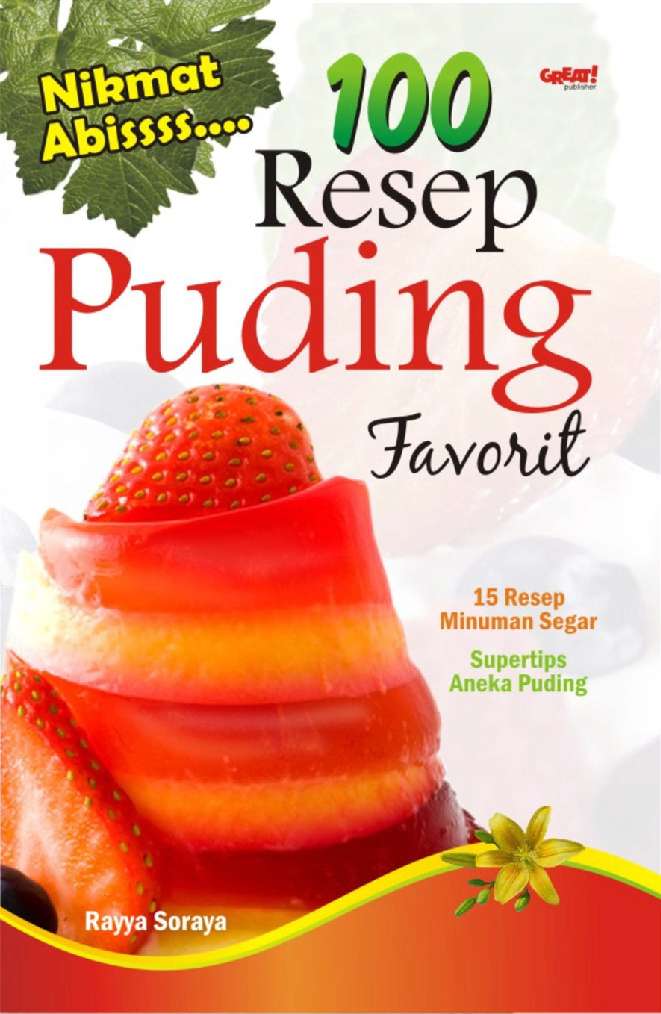 Nikmat
Abissss....
100
GREAT!
publisher
Resep
Puding
Favorit
15 Resep
Minuman Segar
Supertips
Aneka Puding
Rayya Soraya